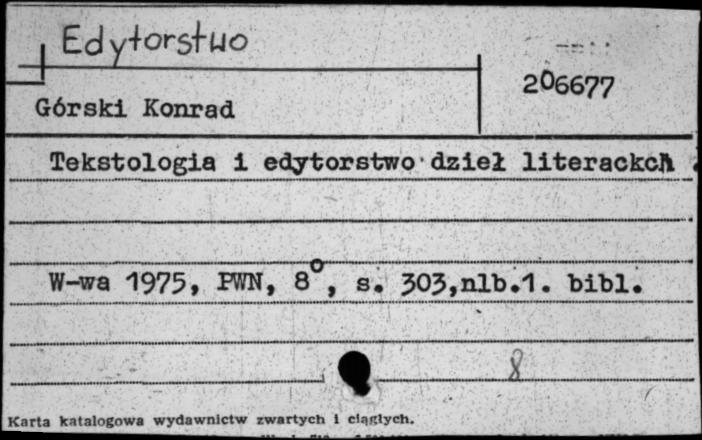 Edytorstwo
206677
Górski Konrad
Tekstologia i edytorstwo dzieł literackch.
W-wa 1975, PWN, 8°, s. 303,nlb.1. bibl.
8
Karta katalogowa wydawnictw zwartych i ciągłych.